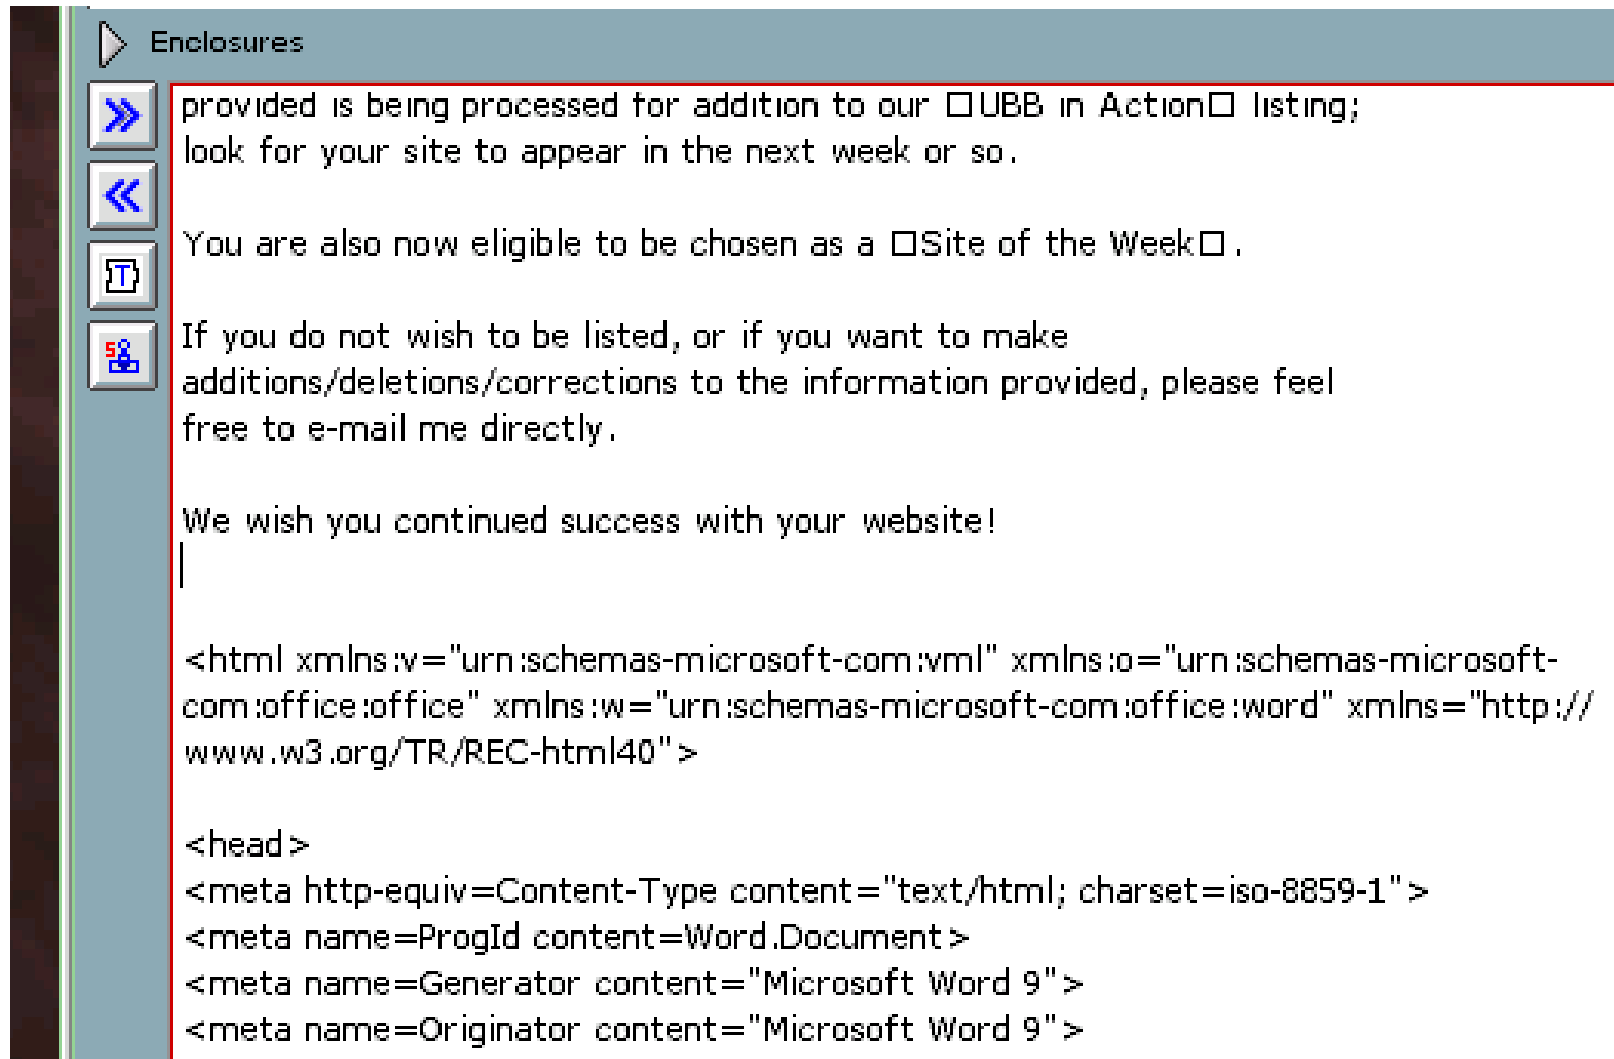 Enclosures
provided is being processed for addition to our □UBB in Action□ listing;
look for your site to appear in the next week or so.
You are also now eligible to be chosen as a □Site of the Week□.
If you do not wish to be listed, or if you want to make
additions/deletions/corrections to the information provided, please feel
free to e-mail me directly.
We wish you continued success with your website!
<html xmlns:v="urn:schemas-microsoft-com:vml" xmlns:o="urn:schemas-microsoft-
com:office:office" xmlns:w="urn:schemas-microsoft-com:office:word" xmlns="http://
www.w3.org/TR/REC-html40">
<head>
<meta http-equiv=Content-Type content="text/html; charset=iso-8859-1">
<meta name=ProgId content=Word.Document>
<meta name=Generator content="Microsoft Word 9">
<meta name=Originator content="Microsoft Word 9">